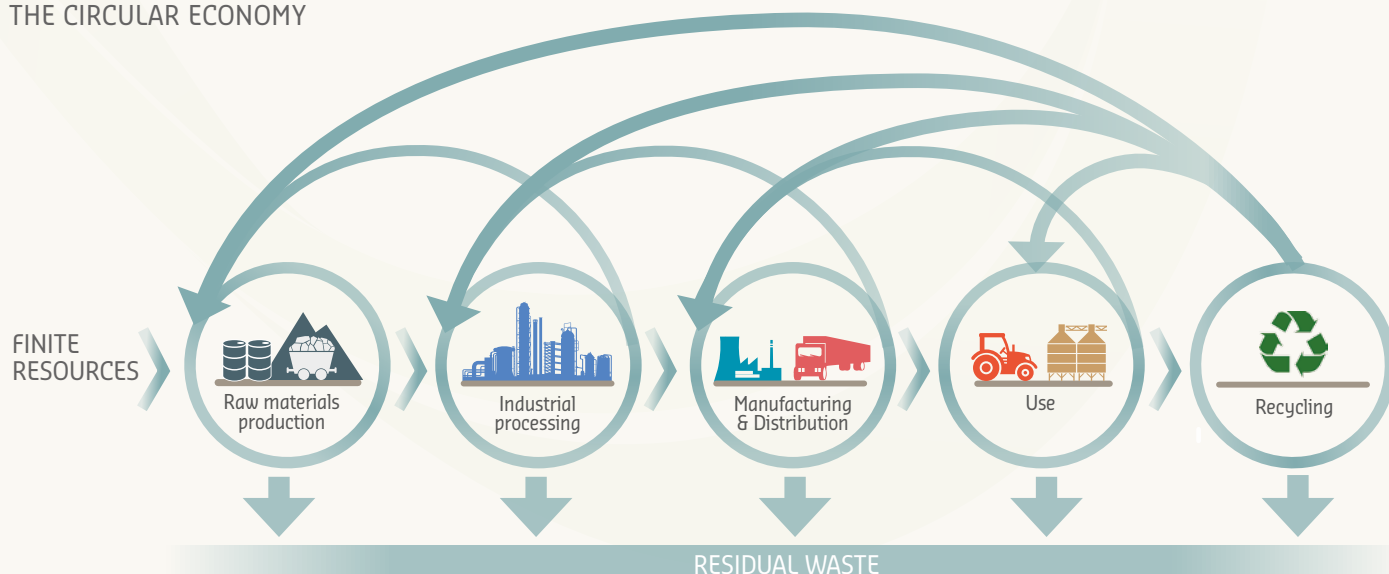 THE CIRCULAR ECONOMY
FINITE
RESOURCES
Raw materials
production
Industrial
processing
Manufacturing
& Distribution
Use
Recycling
RESIDUAL WASTE